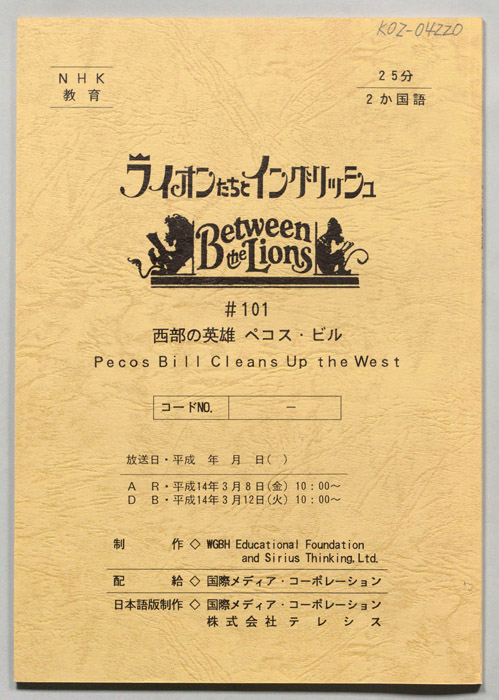 KOZ-04220
NHK
教育
25分
2か国語
ライオンたちとイングリッシュ
Between
the Lions
#101
西部の英雄 ペコス・ビル
Pecos Bill Cleans Up the West
コードNO. −
放送日・平成 年 月 日( )
A R・平成14年3月8日(金) 10:00〜
D B・平成14年3月12日(火) 10:00〜
制 作◇ WGBH Educational Foundation
and Sirius Thinking, Ltd.
配 給◇ 国際メディア・コーポレーション
日本語版制作◇ 国際メディア・コーポレーション
株式会社テレシス